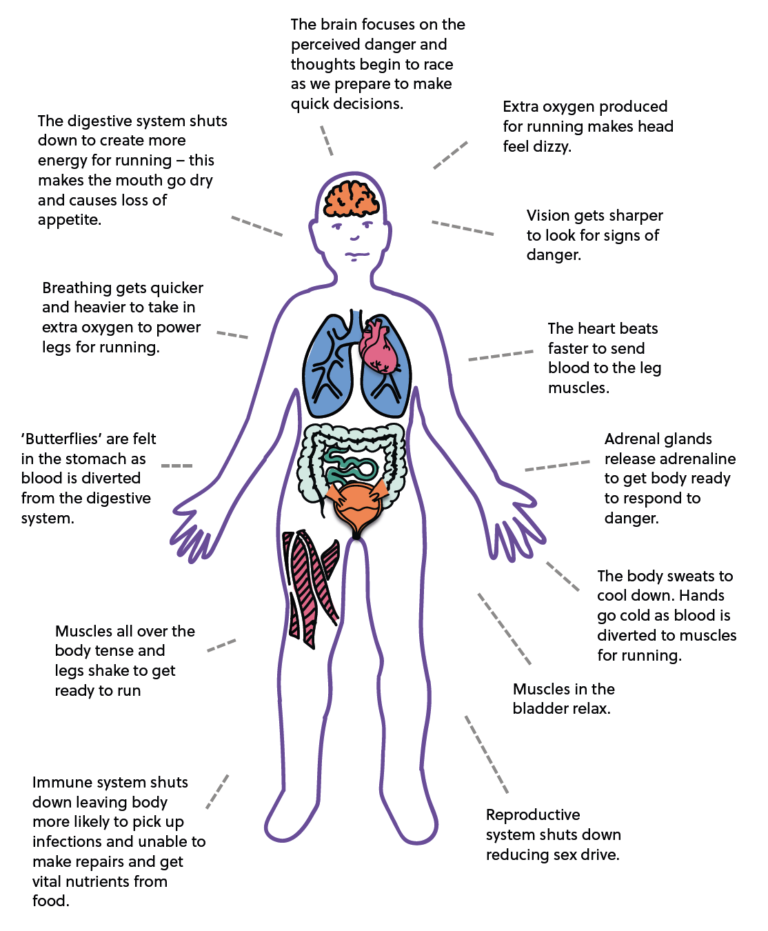 The brain focuses on the
perceived danger and
thoughts begin to race
as we prepare to make
quick decisions.
Extra oxygen produced
for running makes head
feel dizzy.
The digestive system shuts
down to create more
energy for running – this
makes the mouth go dry
and causes loss of
appetite.
Vision gets sharper
to look for signs of
danger.
Breathing gets quicker
and heavier to take in
extra oxygen to power
legs for running.
The heart beats
faster to send
blood to the leg
muscles.
‘Butterflies’ are felt
in the stomach as
blood is diverted
from the digestive
system.
Adrenal glands
release adrenaline
to get body ready
to respond to
danger.
The body sweats to
cool down. Hands
go cold as blood is
diverted to muscles
for running.
Muscles all over the
body tense and
legs shake to get
ready to run
Muscles in the
bladder relax.
Immune system shuts
down leaving body
more likely to pick up
infections and unable to
make repairs and get
vital nutrients from
food.
Reproductive
system shuts down
reducing sex drive.